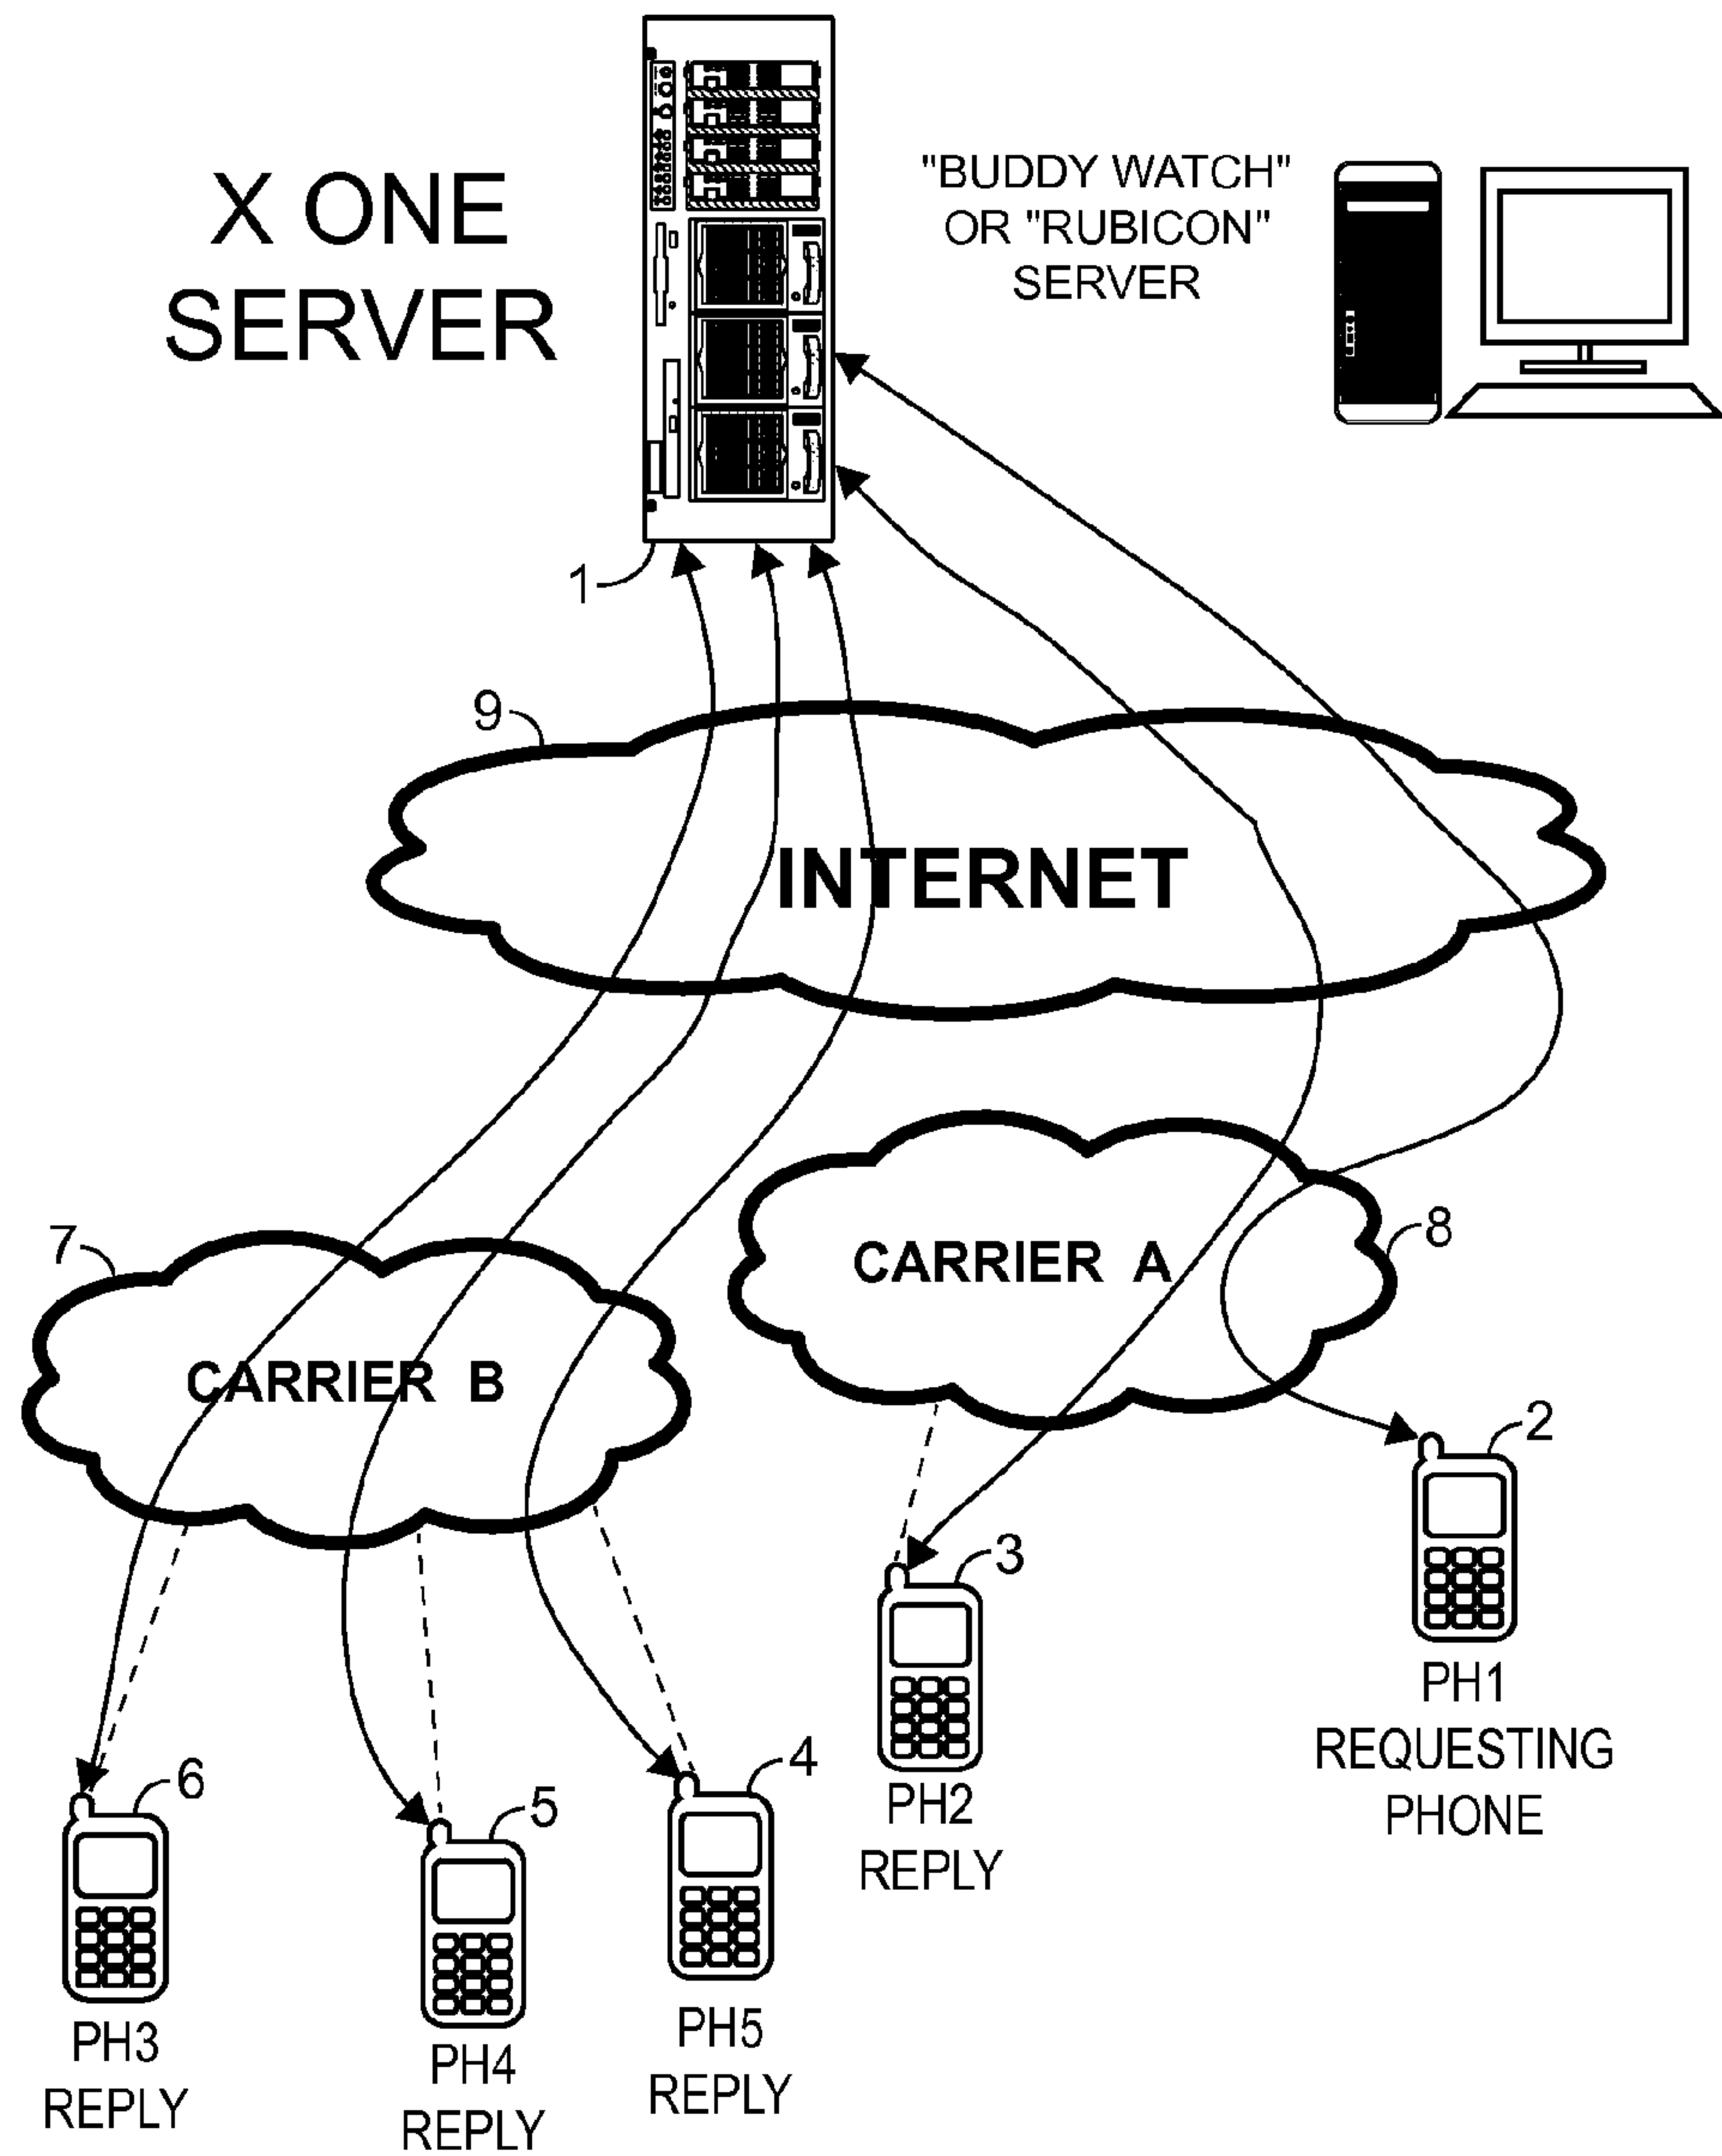 X ONE
SERVER
"BUDDY WATCH"
OR "RUBICON"
SERVER
1
9
INTERNET
8
CARRIER A
7
CARRIER B
2
PH1
REQUESTING
PHONE
3
PH2
REPLY
4
PH5
REPLY
5
PH4
REPLY
6
PH3
REPLY